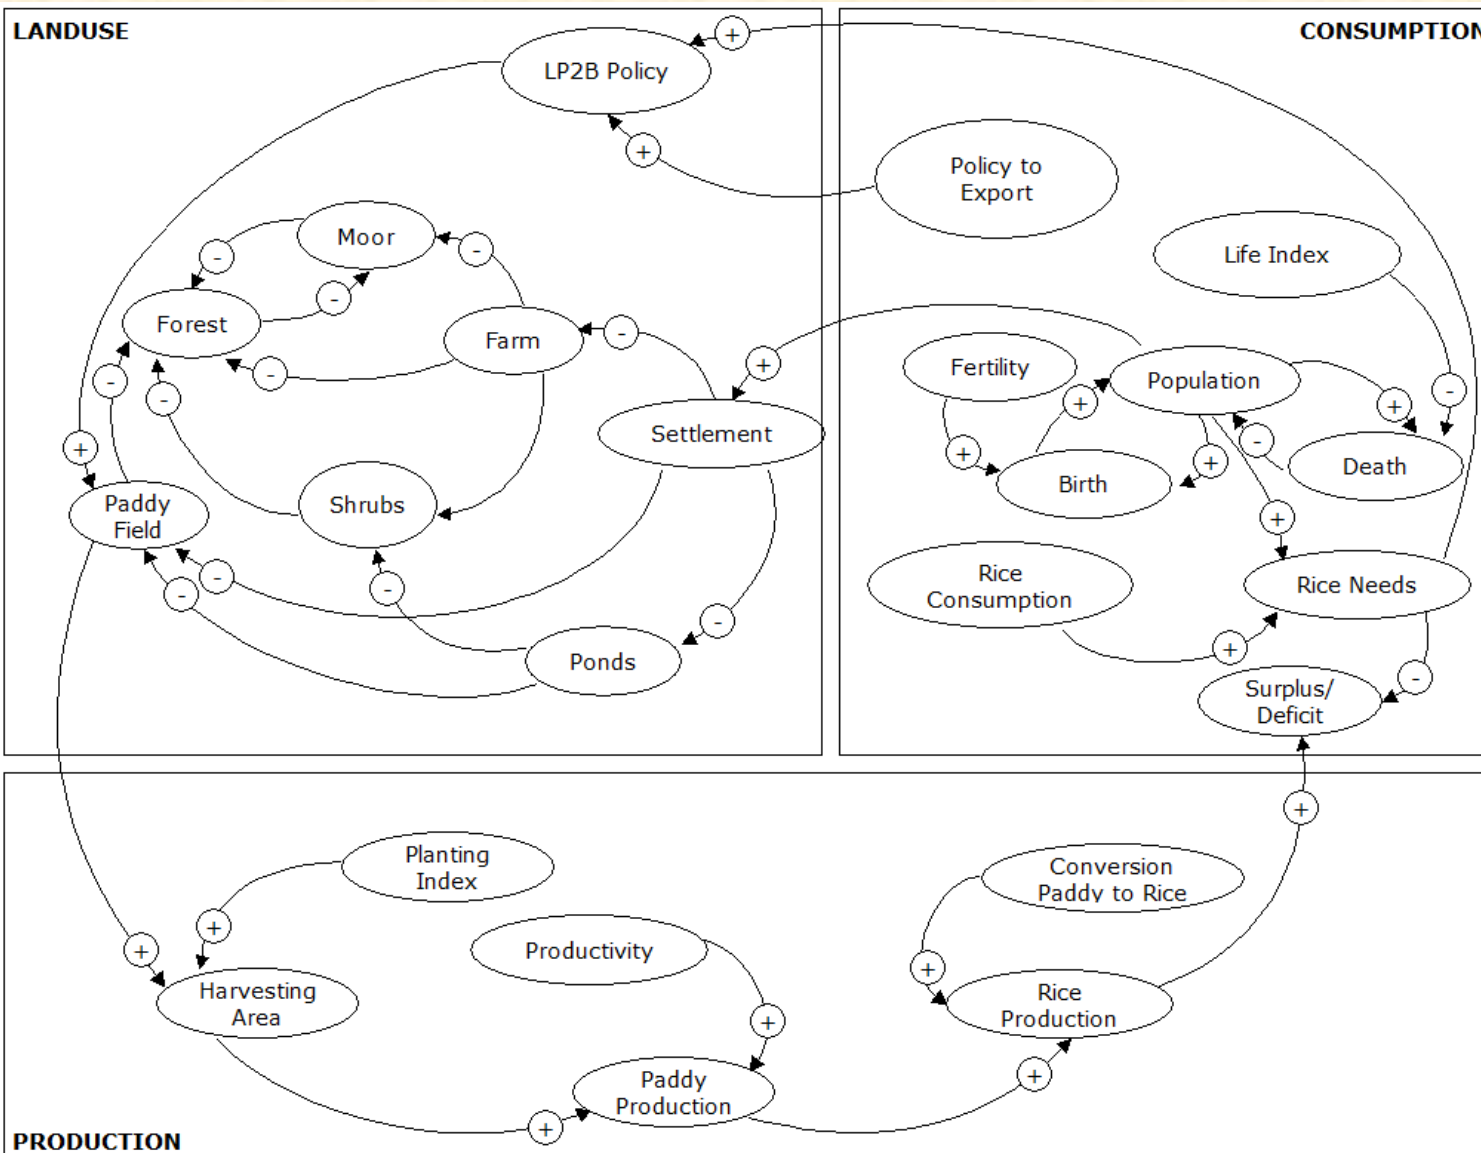 LANDUSE
CONSUMPTION
+
LP2B Policy
+
Policy to
Export
Moor
-
-
Life Index
-
Forest
-
Farm
-
+
Fertility
Population
-
-
-
+
+
-
Settlement
+
-
+
+
Death
Birth
Shrubs
Paddy
Field
+
-
-
-
Rice
Consumption
Rice Needs
-
+
Ponds
-
Surplus/
Deficit
+
Planting
Index
Conversion
Paddy to Rice
+
+
Productivity
+
Harvesting
Area
Rice
Production
+
+
Paddy
Production
+
PRODUCTION